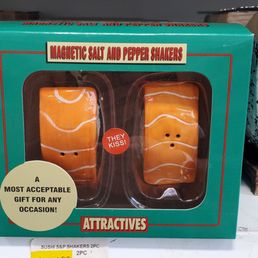 MAGNETIC SALT AND PEPPER SHAKERS
THEY
KISS!
A
MOST ACCEPTABLE
GIFT FOR ANY
OCCASION!
ATTRACTIVES
SUSHI S&P SHAKERS 2PC
2PC